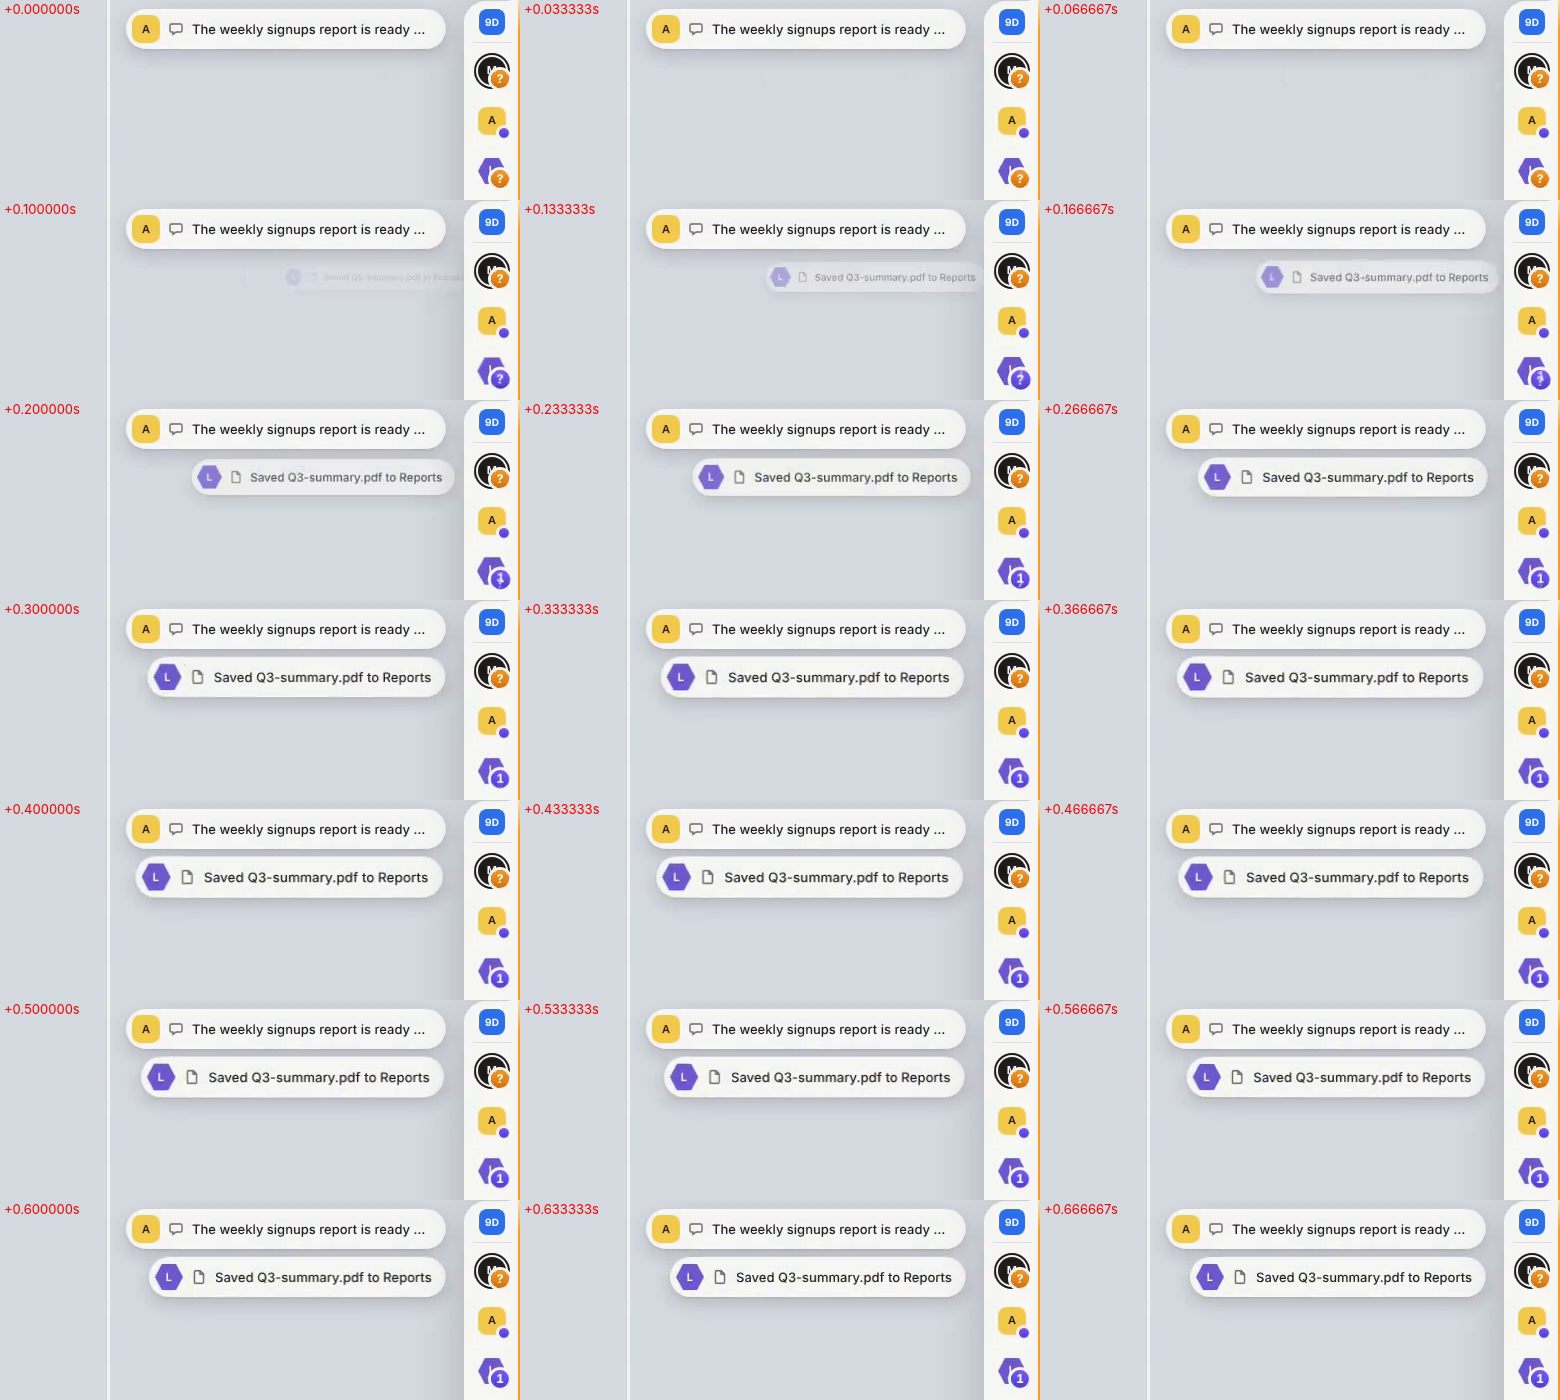 +0.000000s
A The weekly signups report is ready ... 9D
M ?
A
?
+0.033333s
A The weekly signups report is ready ... 9D
M ?
A
?
+0.066667s
A The weekly signups report is ready ... 9D
M ?
A
?
+0.100000s
A The weekly signups report is ready ... 9D
L Saved Q3-summary.pdf to Reports M ?
A
?
+0.133333s
A The weekly signups report is ready ... 9D
L Saved Q3-summary.pdf to Reports M ?
A
?
+0.166667s
A The weekly signups report is ready ... 9D
L Saved Q3-summary.pdf to Reports M ?
A
+0.200000s
A The weekly signups report is ready ... 9D
L Saved Q3-summary.pdf to Reports M ?
A
1
+0.233333s
A The weekly signups report is ready ... 9D
L Saved Q3-summary.pdf to Reports M ?
A
1
+0.266667s
A The weekly signups report is ready ... 9D
L Saved Q3-summary.pdf to Reports M ?
A
1
+0.300000s
A The weekly signups report is ready ... 9D
L Saved Q3-summary.pdf to Reports M ?
A
1
+0.333333s
A The weekly signups report is ready ... 9D
L Saved Q3-summary.pdf to Reports M ?
A
1
+0.366667s
A The weekly signups report is ready ... 9D
L Saved Q3-summary.pdf to Reports M ?
A
1
+0.400000s
A The weekly signups report is ready ... 9D
L Saved Q3-summary.pdf to Reports M ?
A
1
+0.433333s
A The weekly signups report is ready ... 9D
L Saved Q3-summary.pdf to Reports M ?
A
1
+0.466667s
A The weekly signups report is ready ... 9D
L Saved Q3-summary.pdf to Reports M ?
A
1
+0.500000s
A The weekly signups report is ready ... 9D
L Saved Q3-summary.pdf to Reports M ?
A
1
+0.533333s
A The weekly signups report is ready ... 9D
L Saved Q3-summary.pdf to Reports M ?
A
1
+0.566667s
A The weekly signups report is ready ... 9D
L Saved Q3-summary.pdf to Reports M ?
A
1
+0.600000s
A The weekly signups report is ready ... 9D
L Saved Q3-summary.pdf to Reports M ?
A
1
+0.633333s
A The weekly signups report is ready ... 9D
L Saved Q3-summary.pdf to Reports M ?
A
1
+0.666667s
A The weekly signups report is ready ... 9D
L Saved Q3-summary.pdf to Reports M ?
A
1